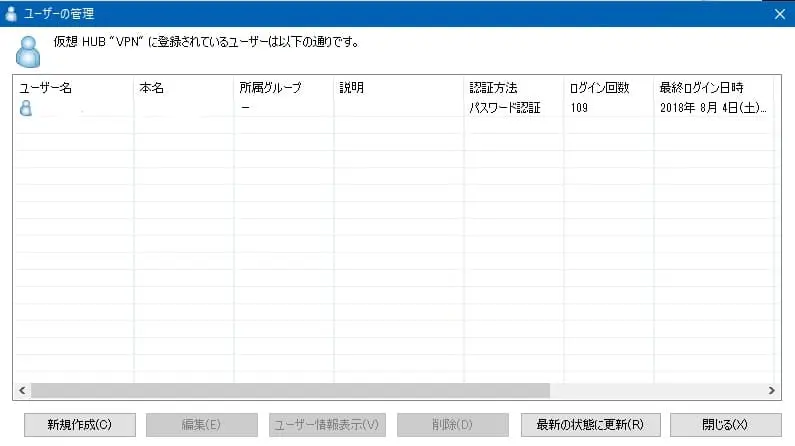 ユーザーの管理
仮想 HUB "VPN" に登録されているユーザーは以下の通りです。
ユーザー名 本名 所属グループ 説明 認証方法 ログイン回数 最終ログイン日時
－ パスワード認証 109 2018年 8月 4日(土)...
新規作成(C) 編集(E) ユーザー情報表示(V) 削除(D) 最新の状態に更新(R) 閉じる(X)